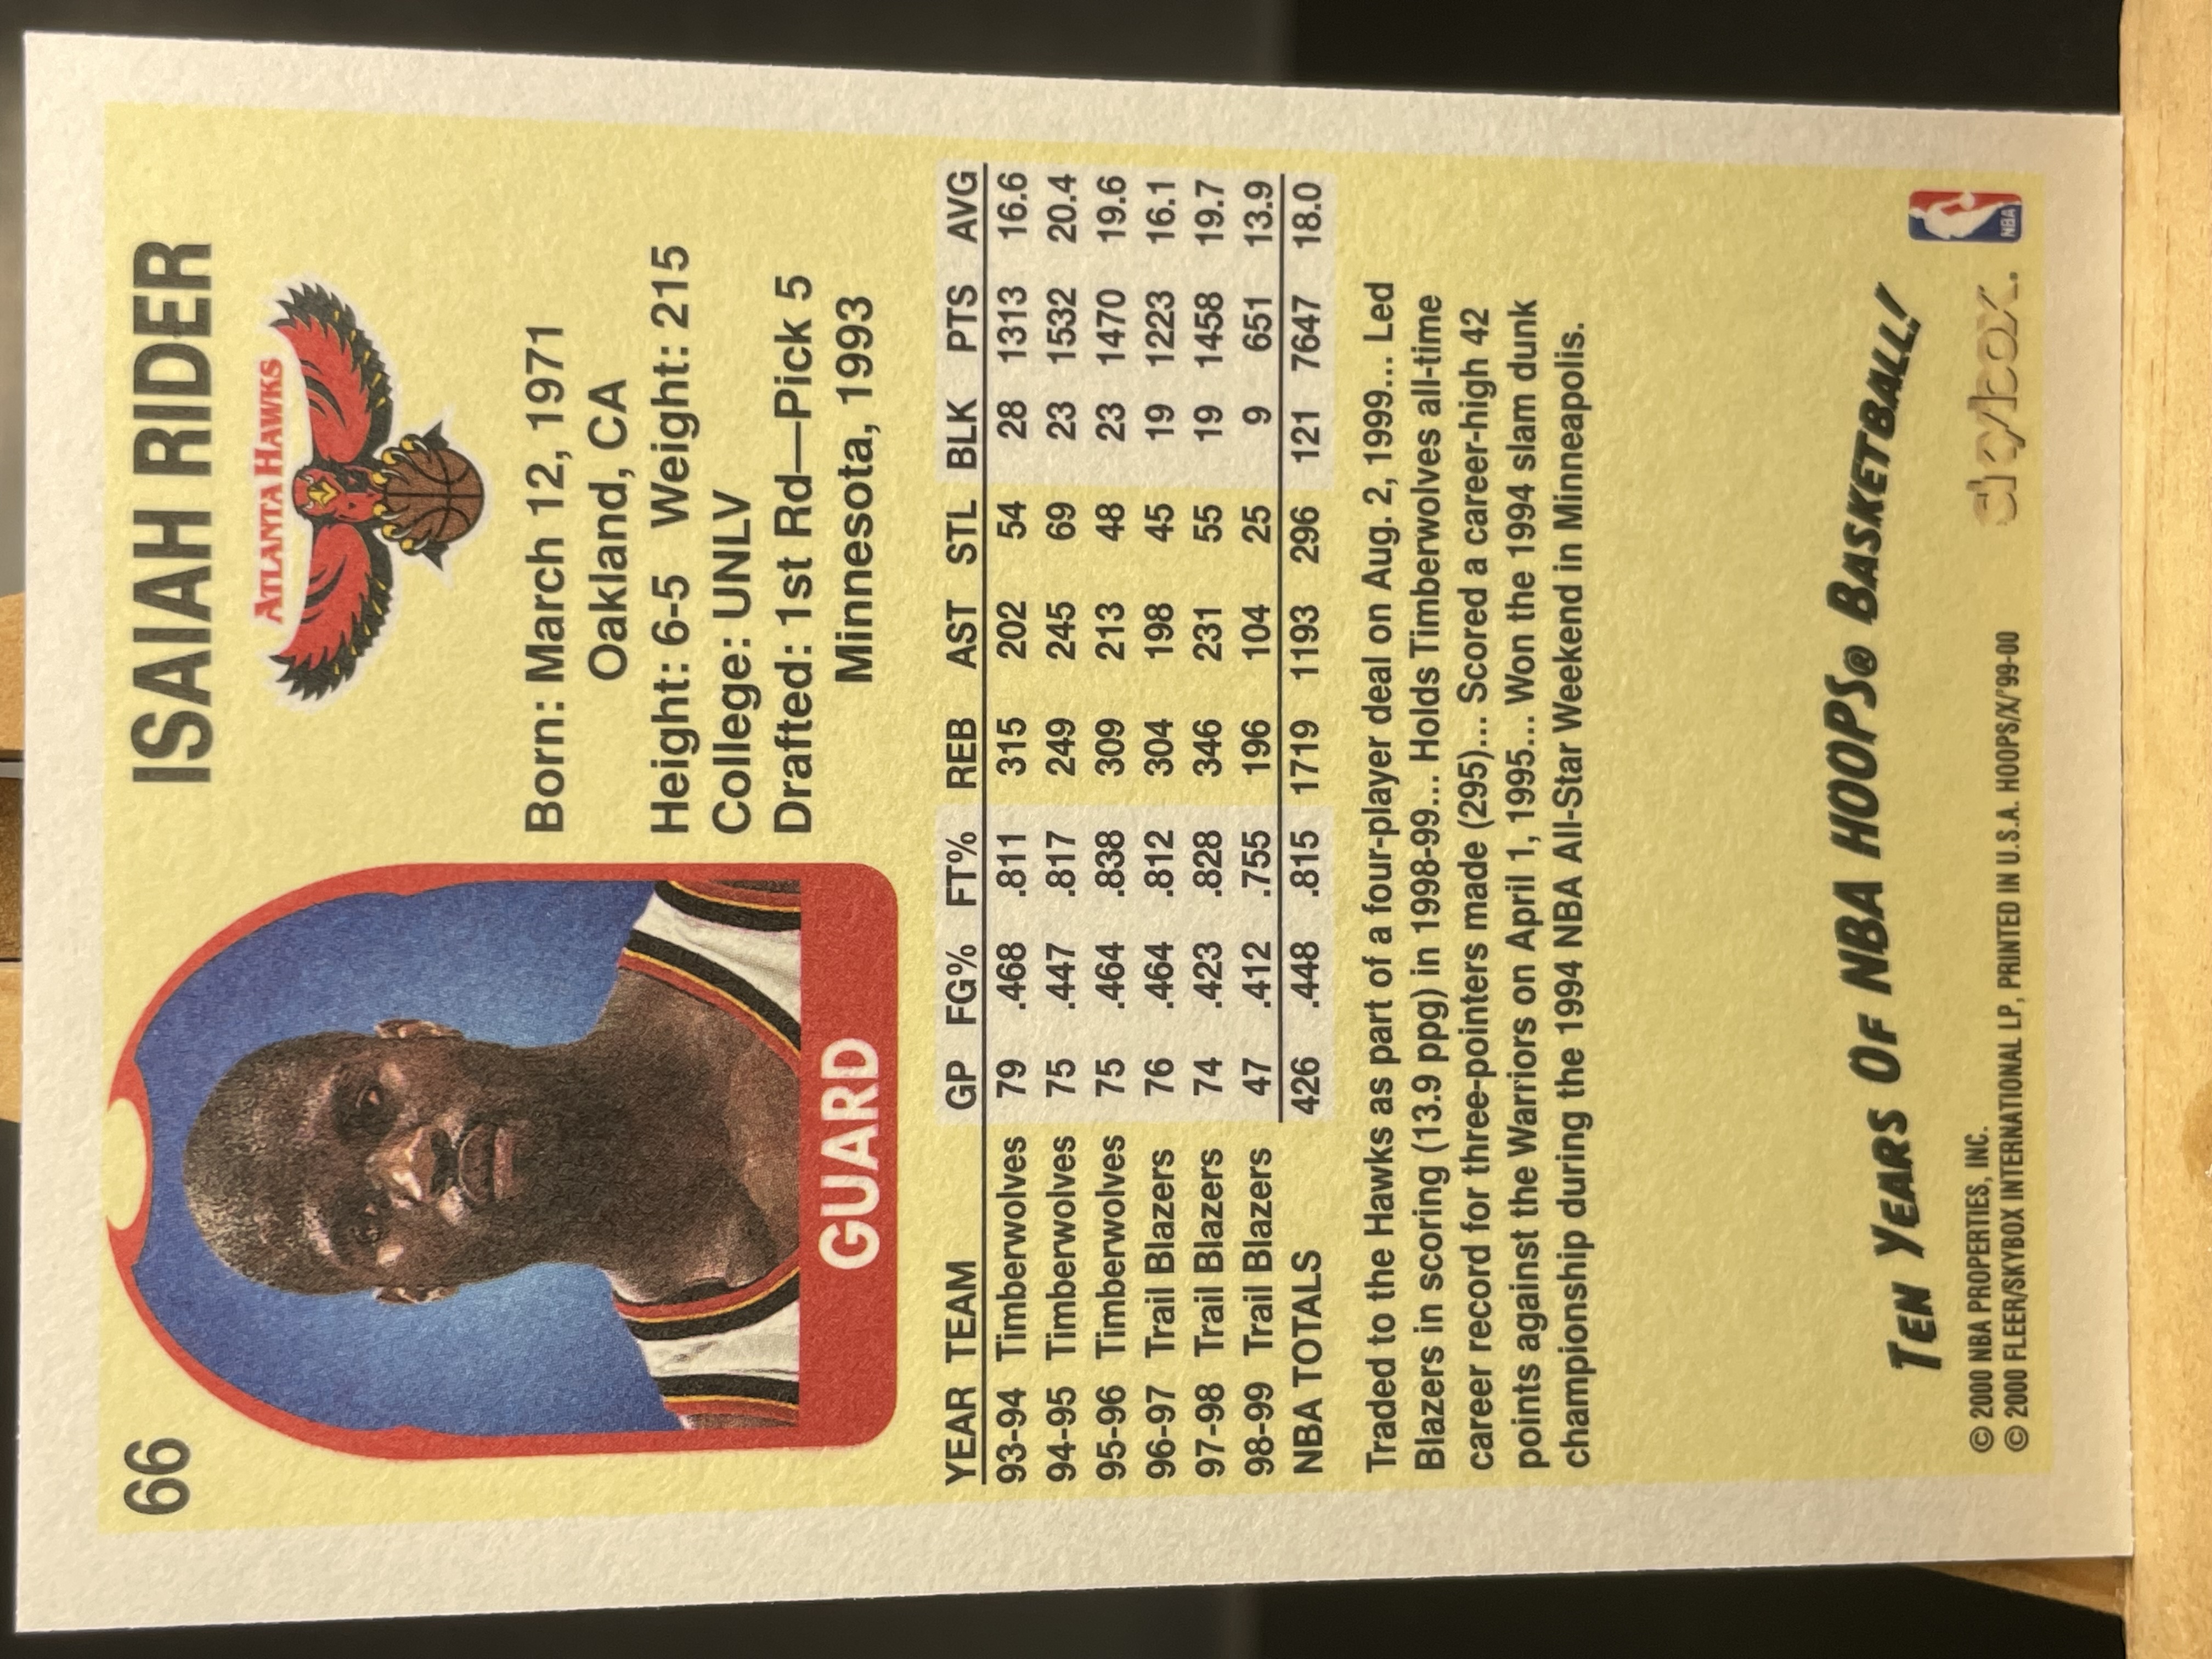 66
ISAIAH RIDER
ATLANTA HAWKS
Born: March 12, 1971
Oakland, CA
Height: 6-5 Weight: 215
College: UNLV
Drafted: 1st Rd—Pick 5
Minnesota, 1993
GUARD
YEAR TEAM GP FG% FT% REB AST STL BLK PTS AVG
93-94 Timberwolves 79 .468 .811 315 202 54 28 1313 16.6
94-95 Timberwolves 75 .447 .817 249 245 69 23 1532 20.4
95-96 Timberwolves 75 .464 .838 309 213 48 23 1470 19.6
96-97 Trail Blazers 76 .464 .812 304 198 45 19 1223 16.1
97-98 Trail Blazers 74 .423 .828 346 231 55 19 1458 19.7
98-99 Trail Blazers 47 .412 .755 196 104 25 9 651 13.9
NBA TOTALS 426 .448 .815 1719 1193 296 121 7647 18.0
Traded to the Hawks as part of a four-player deal on Aug. 2, 1999... Led
Blazers in scoring (13.9 ppg) in 1998-99... Holds Timberwolves all-time
career record for three-pointers made (295)... Scored a career-high 42
points against the Warriors on April 1, 1995... Won the 1994 slam dunk
championship during the 1994 NBA All-Star Weekend in Minneapolis.
TEN YEARS OF NBA HOOPS® BASKETBALL!
© 2000 NBA PROPERTIES, INC.
© 2000 FLEER/SKYBOX INTERNATIONAL LP, PRINTED IN U.S.A. HOOPS/X/'99-00
skybox.
NBA